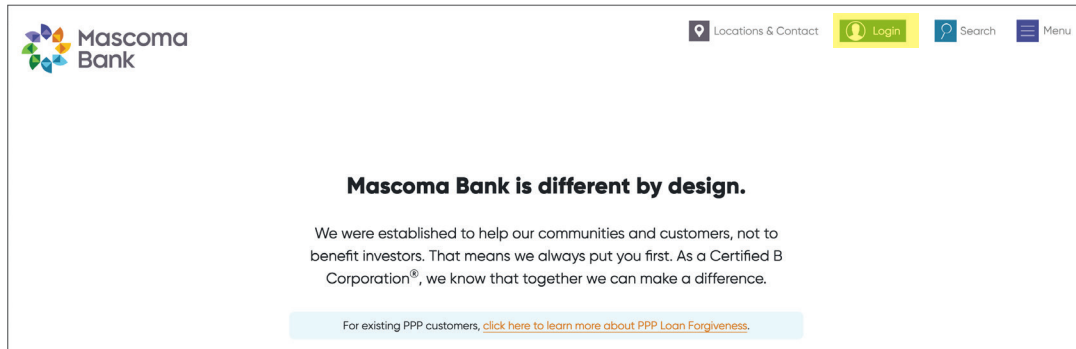 Mascoma
Bank
Locations & Contact
Login
Search
Menu
Mascoma Bank is different by design.
We were established to help our communities and customers, not to
benefit investors. That means we always put you first. As a Certified B
Corporation®, we know that together we can make a difference.
For existing PPP customers, click here to learn more about PPP Loan Forgiveness.